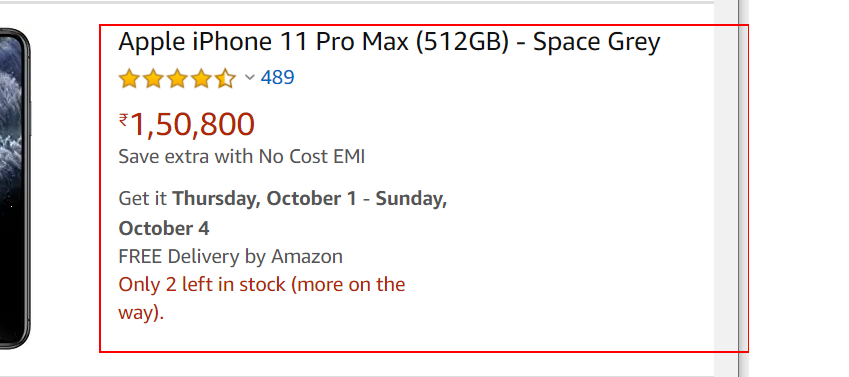 Apple iPhone 11 Pro Max (512GB) - Space Grey
489
₹1,50,800
Save extra with No Cost EMI
Get it Thursday, October 1 - Sunday,
October 4
FREE Delivery by Amazon
Only 2 left in stock (more on the
way).